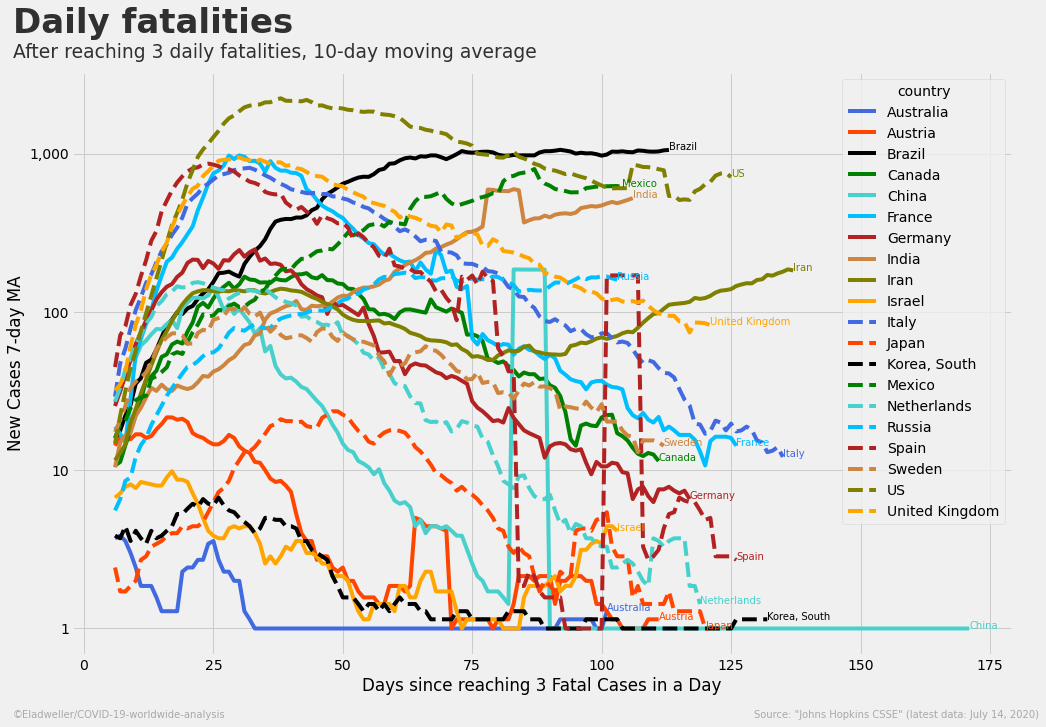 Daily fatalities
After reaching 3 daily fatalities, 10-day moving average
New Cases 7-day MA
1,000
100
10
1
country
Australia
Austria
Brazil
Canada
China
France
Germany
India
Iran
Israel
Italy
Japan
Korea, South
Mexico
Netherlands
Russia
Spain
Sweden
US
United Kingdom
Brazil
US
Mexico
India
Iran
Russia
United Kingdom
Sweden
France
Canada
Italy
Germany
Israel
Spain
Netherlands
Australia
Austria
Korea, South
Japan
China
0 25 50 75 100 125 150 175
Days since reaching 3 Fatal Cases in a Day
©Eladweller/COVID-19-worldwide-analysis
Source: "Johns Hopkins CSSE" (latest data: July 14, 2020)